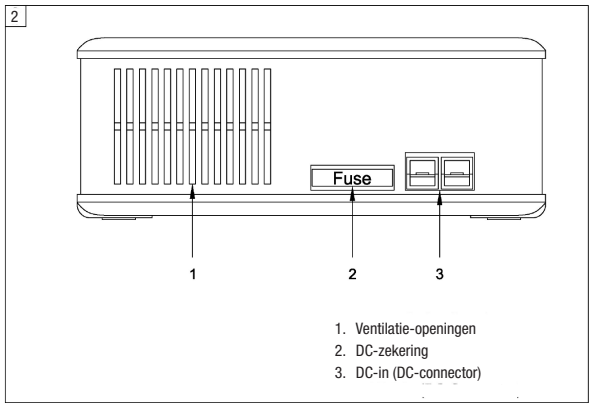 2
Fuse
1 2 3
1. Ventilatie-openingen
2. DC-zekering
3. DC-in (DC-connector)